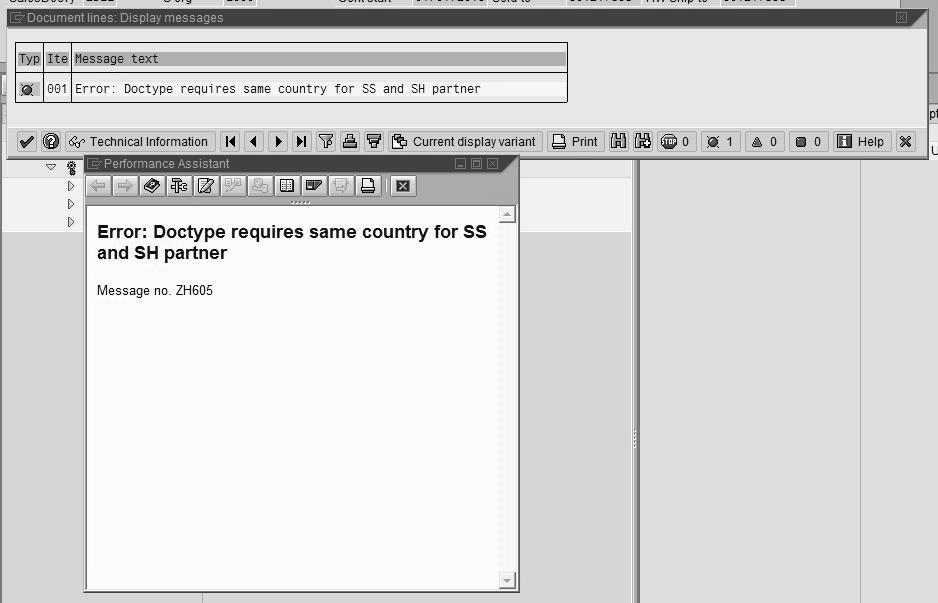 Document lines: Display messages
Typ Ite Message text
001 Error: Doctype requires same country for SS and SH partner
Technical Information Current display variant Print STOP 0 1 0 0 Help
Performance Assistant
Error: Doctype requires same country for SS
and SH partner
Message no. ZH605